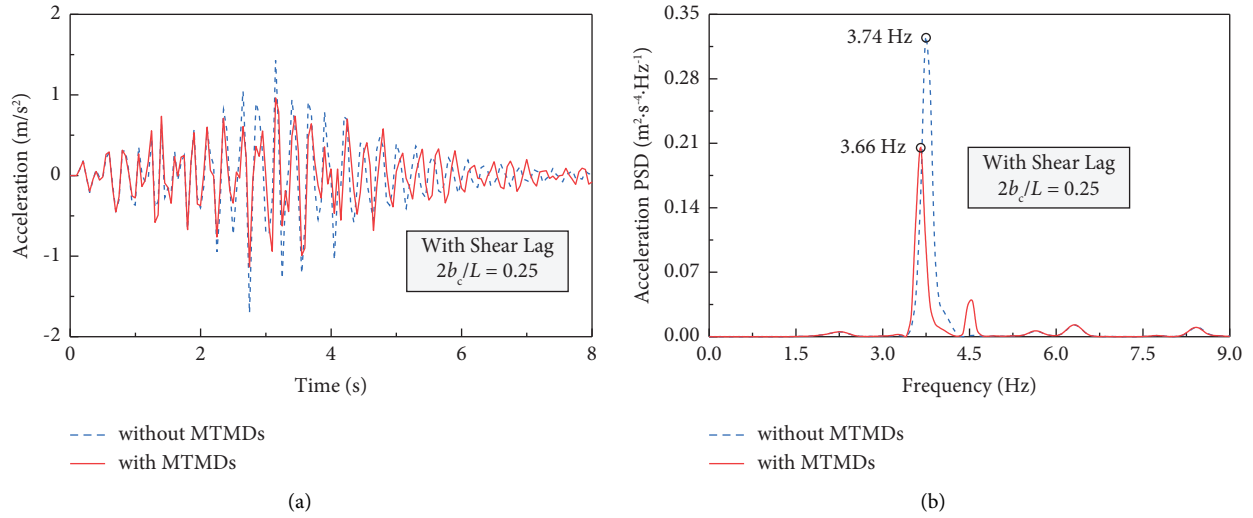 2
1
0
-1
-2
Acceleration (m/s²)
0
2
4
6
8
Time (s)
With Shear Lag
2b_c/L = 0.25
without MTMDs
with MTMDs
(a)
0.35
0.28
0.21
0.14
0.07
0.00
Acceleration PSD (m²·s⁻⁴·Hz⁻¹)
3.74 Hz
3.66 Hz
With Shear Lag
2b_c/L = 0.25
0.0
1.5
3.0
4.5
6.0
7.5
9.0
Frequency (Hz)
without MTMDs
with MTMDs
(b)